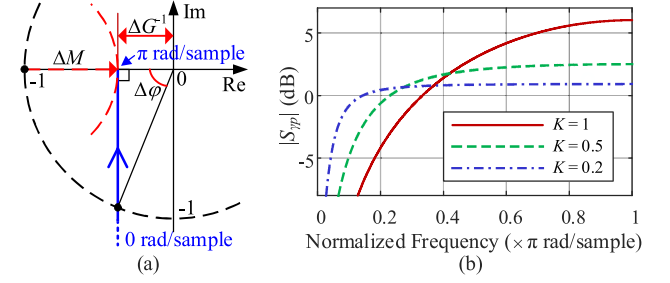 Im
ΔG⁻¹
π rad/sample
ΔM
-1
0
Re
Δφ
-1
0 rad/sample
(a)
|Sγp| (dB)
5
0
-5
K = 1
K = 0.5
K = 0.2
0 0.2 0.4 0.6 0.8 1
Normalized Frequency (×π rad/sample)
(b)